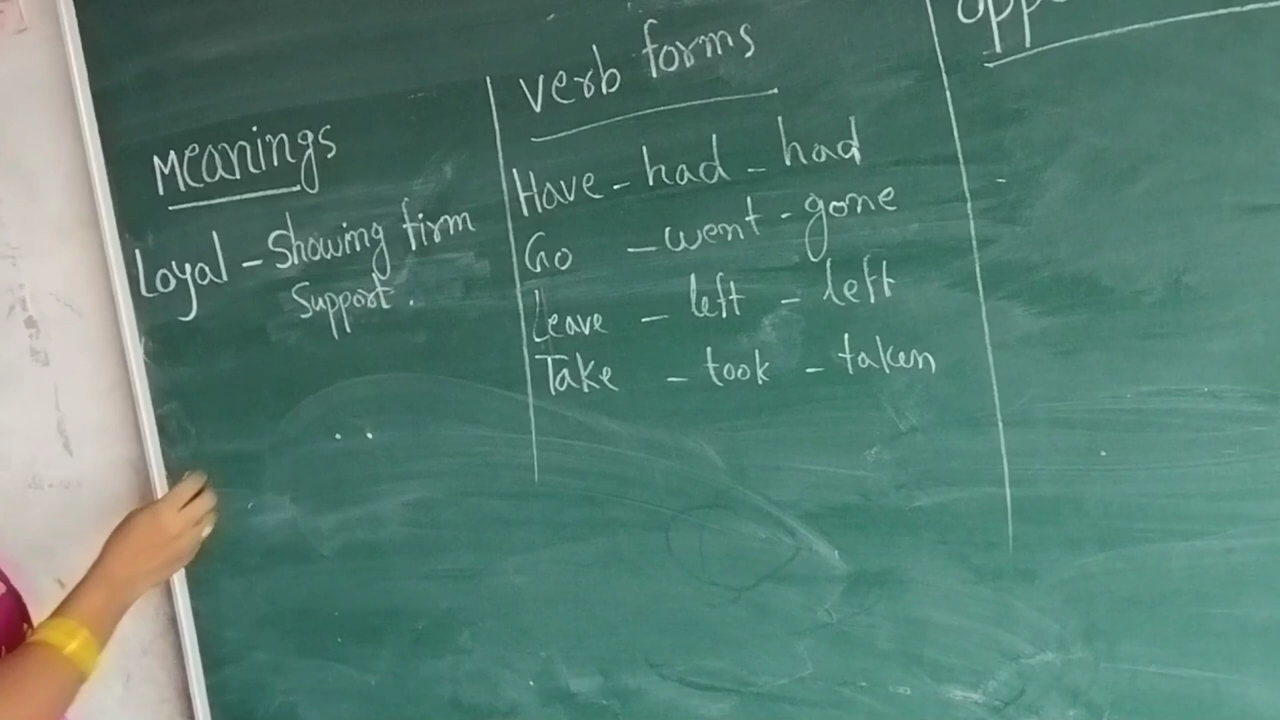 Meanings
Loyal - Showing firm
Support.
Verb forms
Have - had - had
Go - went - gone
Leave - left - left
Take - took - taken